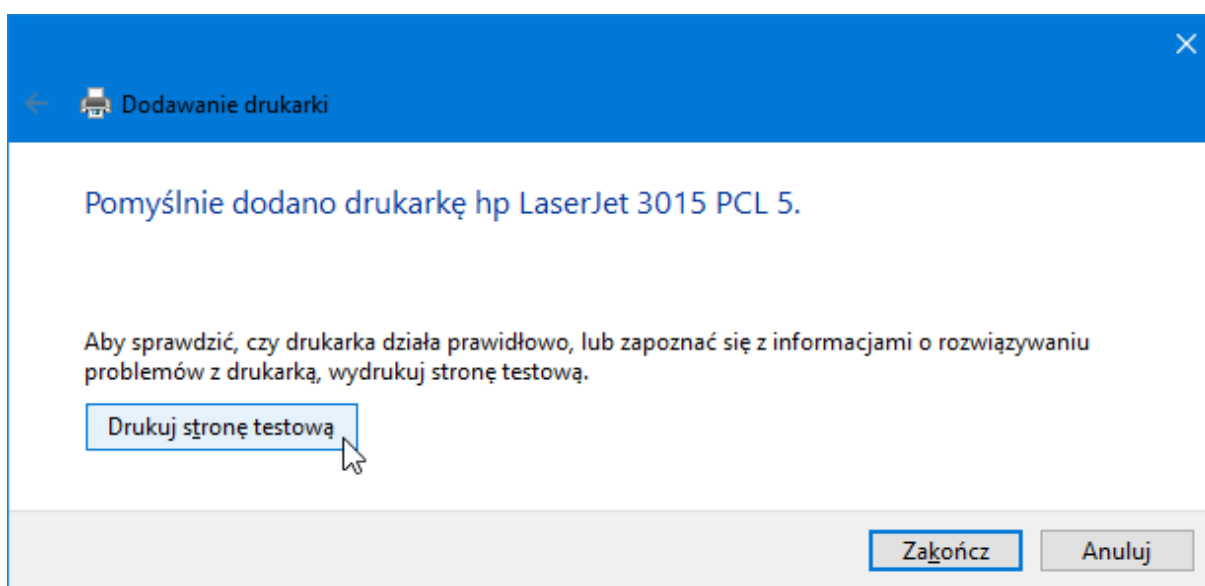 Dodawanie drukarki
Pomyślnie dodano drukarkę hp LaserJet 3015 PCL 5.
Aby sprawdzić, czy drukarka działa prawidłowo, lub zapoznać się z informacjami o rozwiązywaniu
problemów z drukarką, wydrukuj stronę testową.
Drukuj stronę testową
Zakończ Anuluj